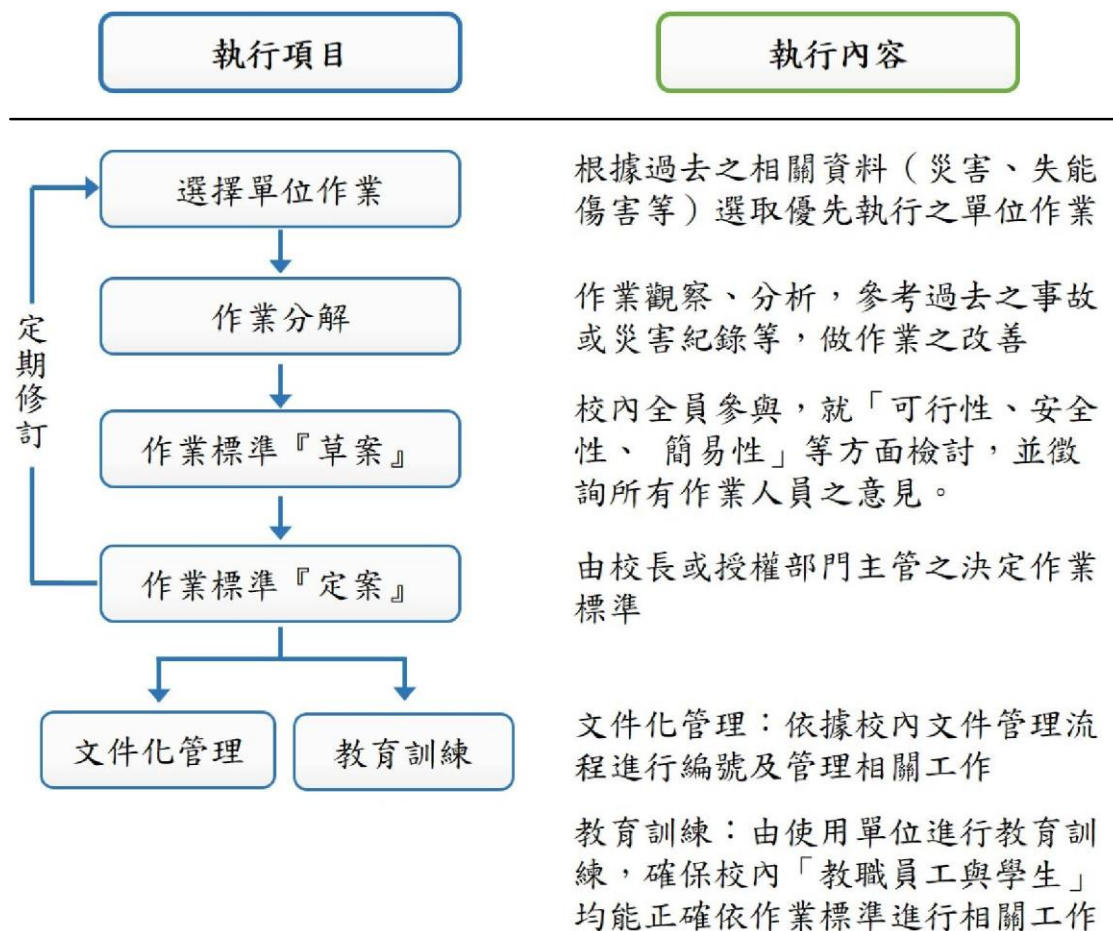 執行項目
執行內容
選擇單位作業
根據過去之相關資料（災害、失能
傷害等）選取優先執行之單位作業
作業分解
作業觀察、分析，參考過去之事故
或災害紀錄等，做作業之改善
定期修訂
作業標準『草案』
校內全員參與，就「可行性、安全
性、 簡易性」等方面檢討，並徵
詢所有作業人員之意見。
作業標準『定案』
由校長或授權部門主管之決定作業
標準
文件化管理
教育訓練
文件化管理：依據校內文件管理流
程進行編號及管理相關工作
教育訓練：由使用單位進行教育訓
練，確保校內「教職員工與學生」
均能正確依作業標準進行相關工作